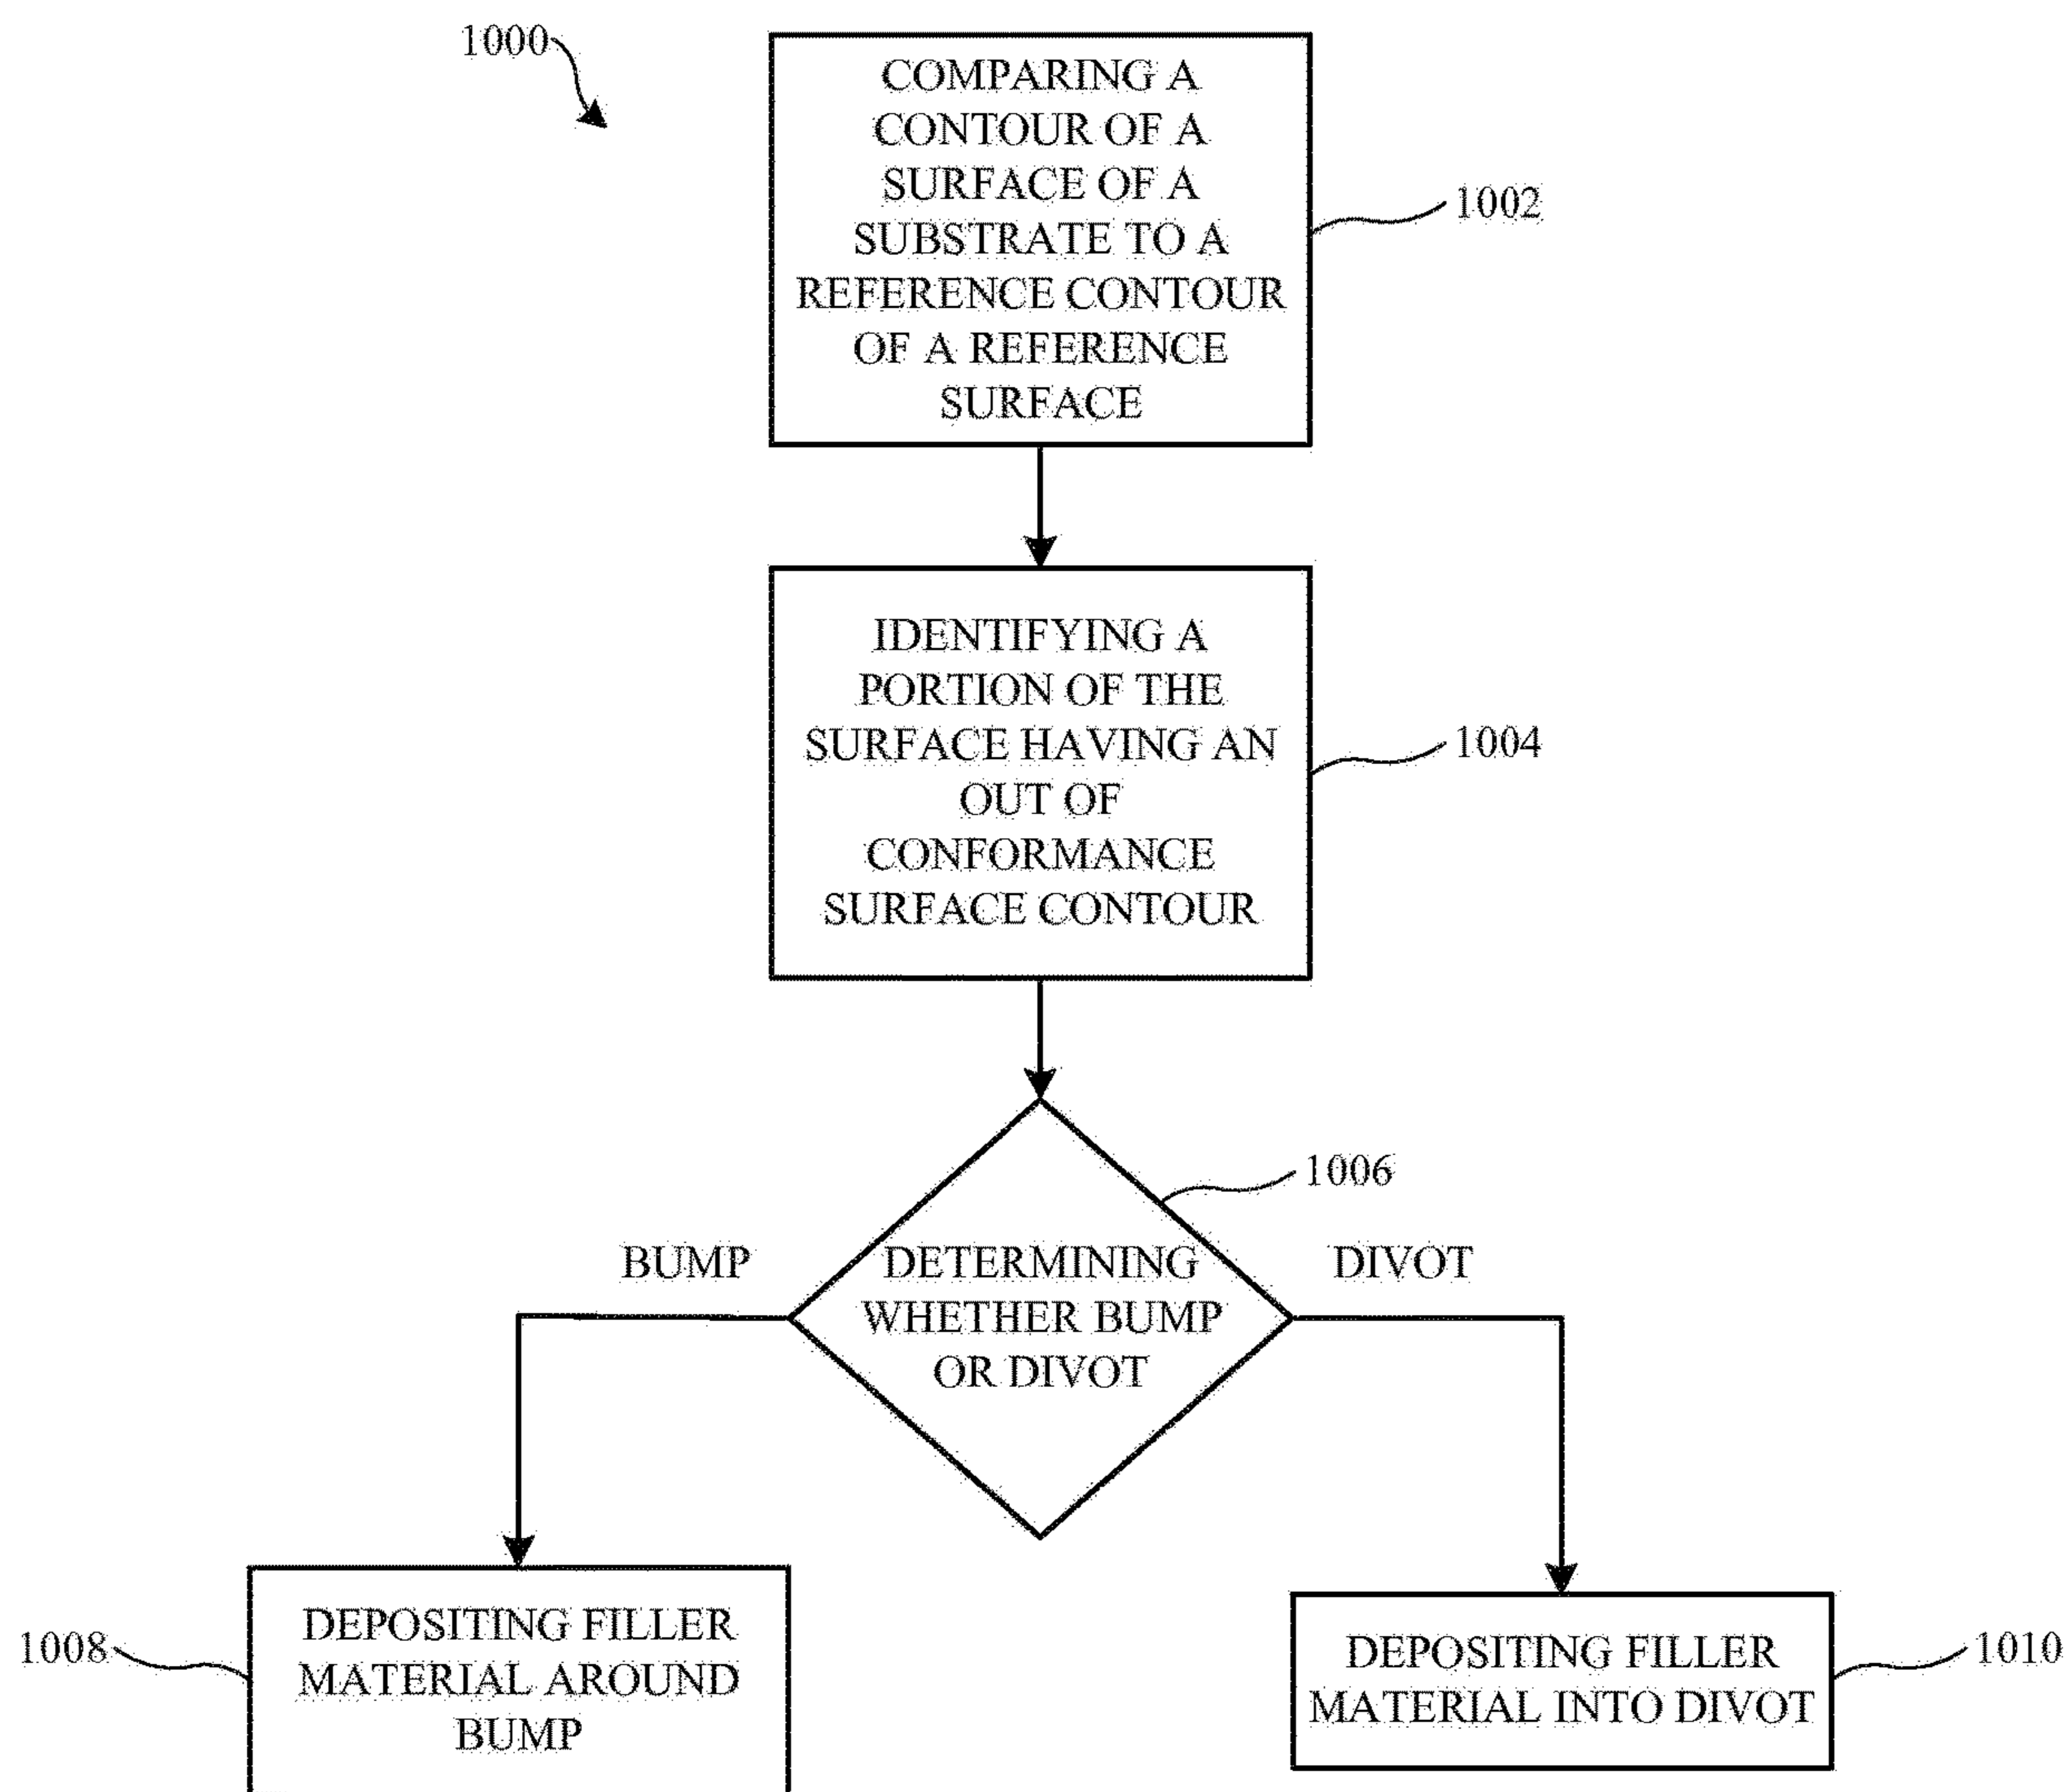 1000
COMPARING A
CONTOUR OF A
SURFACE OF A
SUBSTRATE TO A
REFERENCE CONTOUR
OF A REFERENCE
SURFACE
1002
IDENTIFYING A
PORTION OF THE
SURFACE HAVING AN
OUT OF
CONFORMANCE
SURFACE CONTOUR
1004
1006
BUMP
DETERMINING
WHETHER BUMP
OR DIVOT
DIVOT
1008
DEPOSITING FILLER
MATERIAL AROUND
BUMP
DEPOSITING FILLER
MATERIAL INTO DIVOT
1010